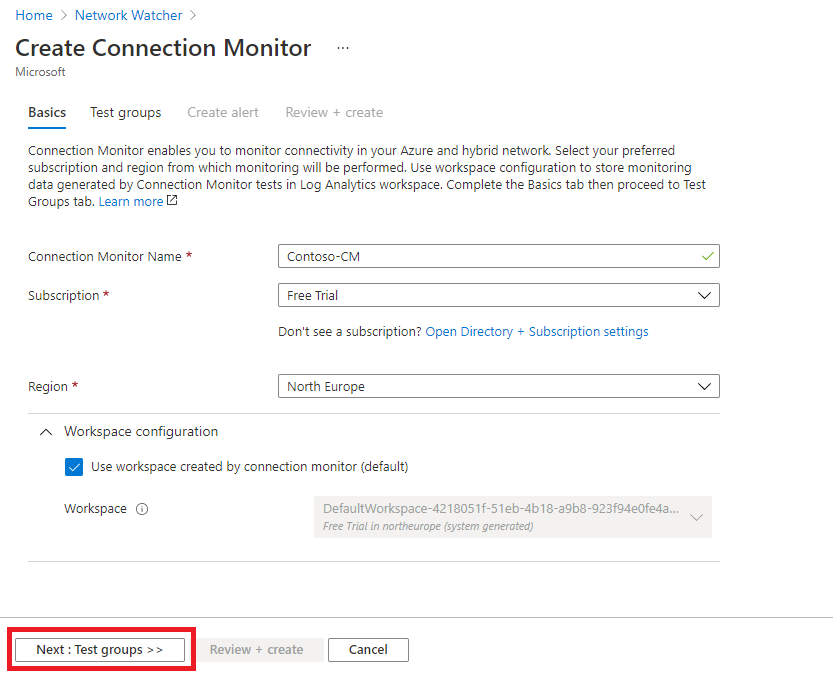 Home > Network Watcher >
Create Connection Monitor ...
Microsoft
Basics Test groups Create alert Review + create
Connection Monitor enables you to monitor connectivity in your Azure and hybrid network. Select your preferred
subscription and region from which monitoring will be performed. Use workspace configuration to store monitoring
data generated by Connection Monitor tests in Log Analytics workspace. Complete the Basics tab then proceed to Test
Groups tab. Learn more
Connection Monitor Name * Contoso-CM
Subscription * Free Trial
Don't see a subscription? Open Directory + Subscription settings
Region * North Europe
Workspace configuration
Use workspace created by connection monitor (default)
Workspace DefaultWorkspace-4218051f-51eb-4b18-a9b8-923f94e0fe4a...
Free Trial in northeurope (system generated)
Next : Test groups >> Review + create Cancel